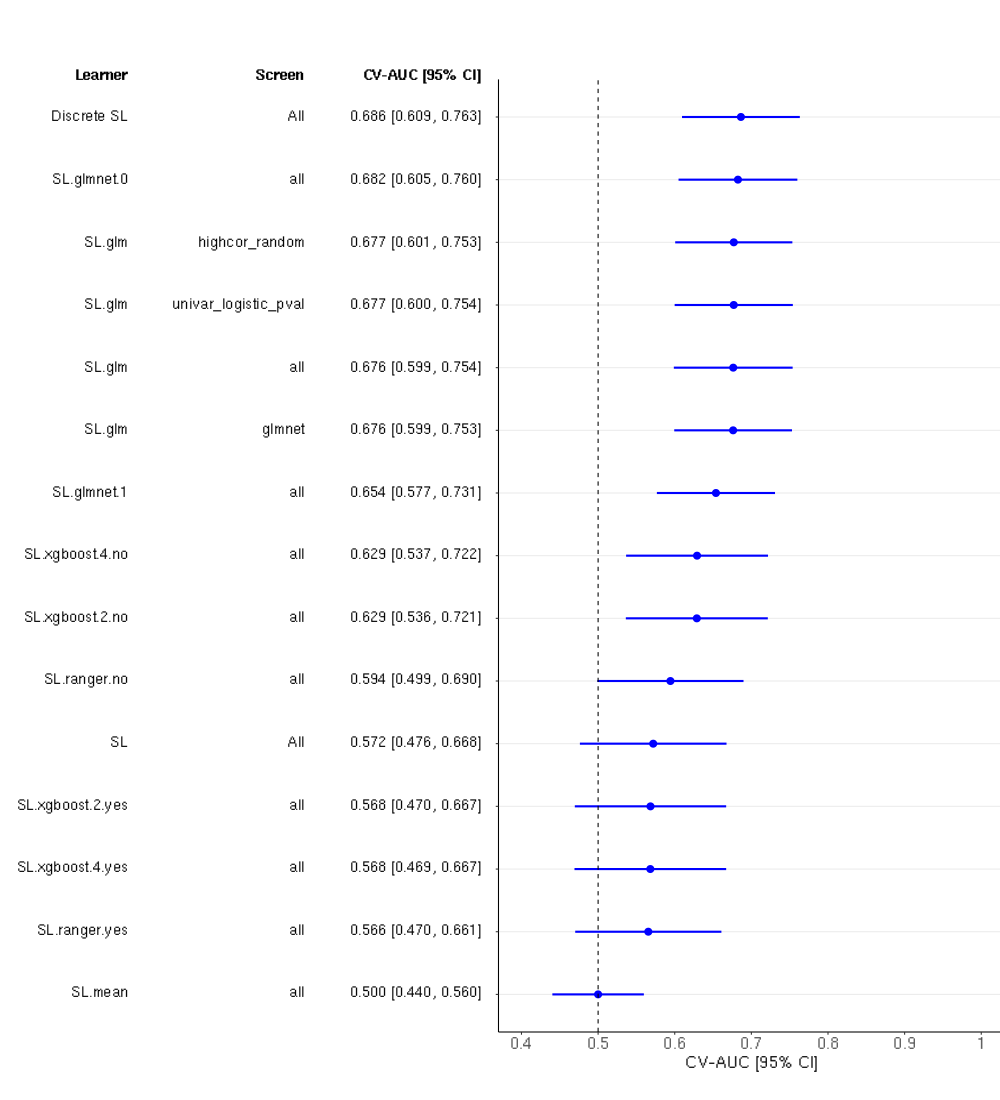 Learner Screen CV-AUC [95% CI]
Discrete SL All 0.686 [0.609, 0.763]
SL.glmnet.0 all 0.682 [0.605, 0.760]
SL.glm highcor_random 0.677 [0.601, 0.753]
SL.glm univar_logistic_pval 0.677 [0.600, 0.754]
SL.glm all 0.676 [0.599, 0.754]
SL.glm glmnet 0.676 [0.599, 0.753]
SL.glmnet.1 all 0.654 [0.577, 0.731]
SL.xgboost.4.no all 0.629 [0.537, 0.722]
SL.xgboost.2.no all 0.629 [0.536, 0.721]
SL.ranger.no all 0.594 [0.499, 0.690]
SL All 0.572 [0.476, 0.668]
SL.xgboost.2.yes all 0.568 [0.470, 0.667]
SL.xgboost.4.yes all 0.568 [0.469, 0.667]
SL.ranger.yes all 0.566 [0.470, 0.661]
SL.mean all 0.500 [0.440, 0.560]
0.4 0.5 0.6 0.7 0.8 0.9 1
CV-AUC [95% CI]